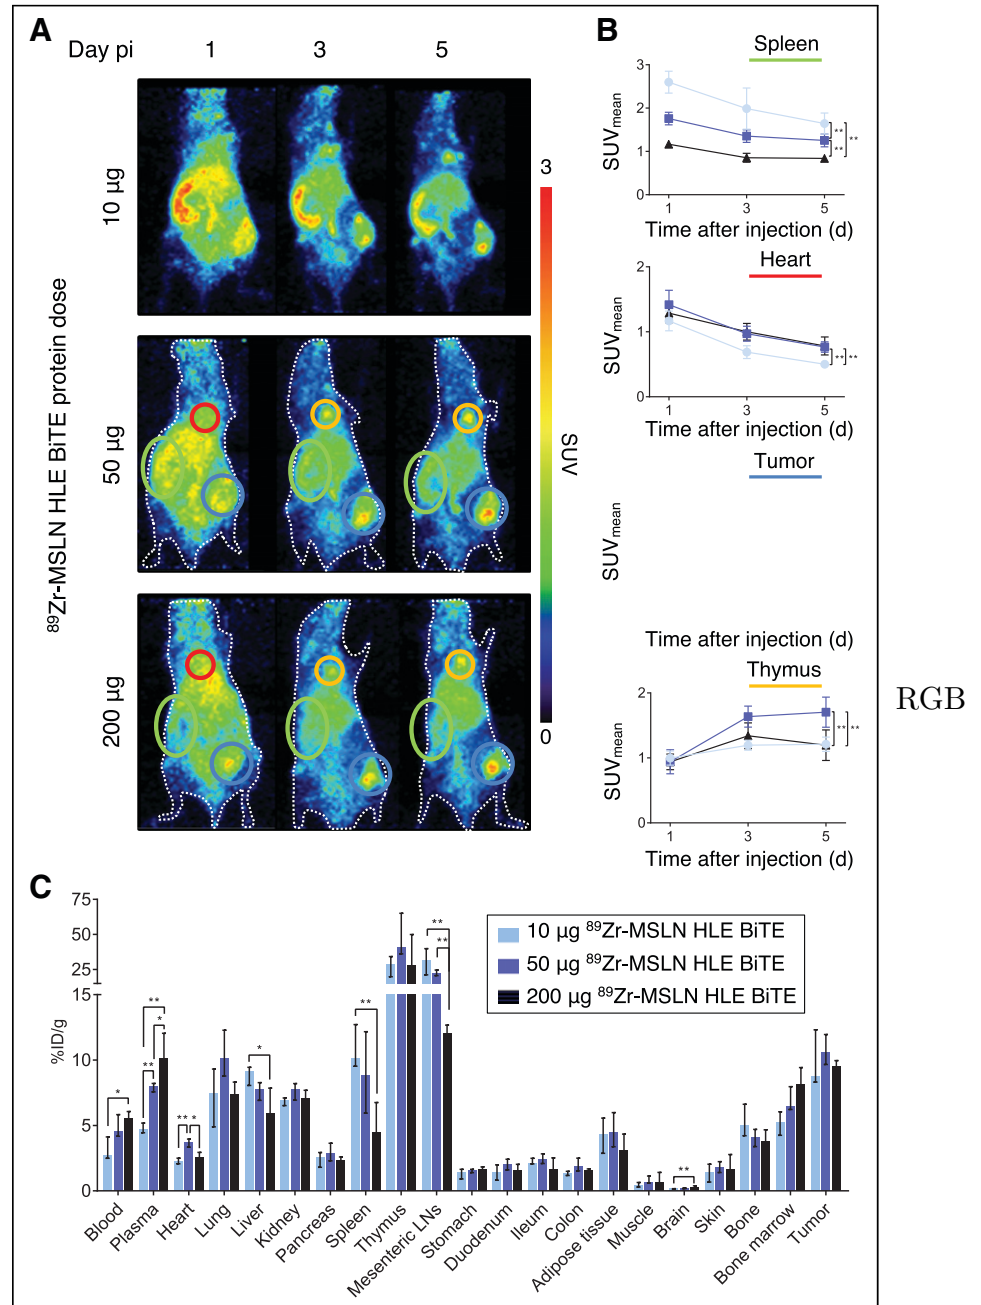 A
Day pi 1 3 5
10 µg
50 µg
200 µg
⁸⁹Zr-MSLN HLE BiTE protein dose
3
SUV
0
B
Spleen
3
2
1
0
SUVmean
** ** **
1 3 5
Time after injection (d)
Heart
2
1
0
SUVmean
** **
1 3 5
Time after injection (d)
Tumor
SUVmean
Time after injection (d)
Thymus
2
1
0
SUVmean
** **
1 3 5
Time after injection (d)
RGB
C
75
50
25
15
10
5
0
%ID/g
10 µg ⁸⁹Zr-MSLN HLE BiTE
50 µg ⁸⁹Zr-MSLN HLE BiTE
200 µg ⁸⁹Zr-MSLN HLE BiTE
* ** ** * ** * * ** ** ** **
Blood
Plasma
Heart
Lung
Liver
Kidney
Pancreas
Spleen
Thymus
Mesenteric LNs
Stomach
Duodenum
Ileum
Colon
Adipose tissue
Muscle
Brain
Skin
Bone
Bone marrow
Tumor